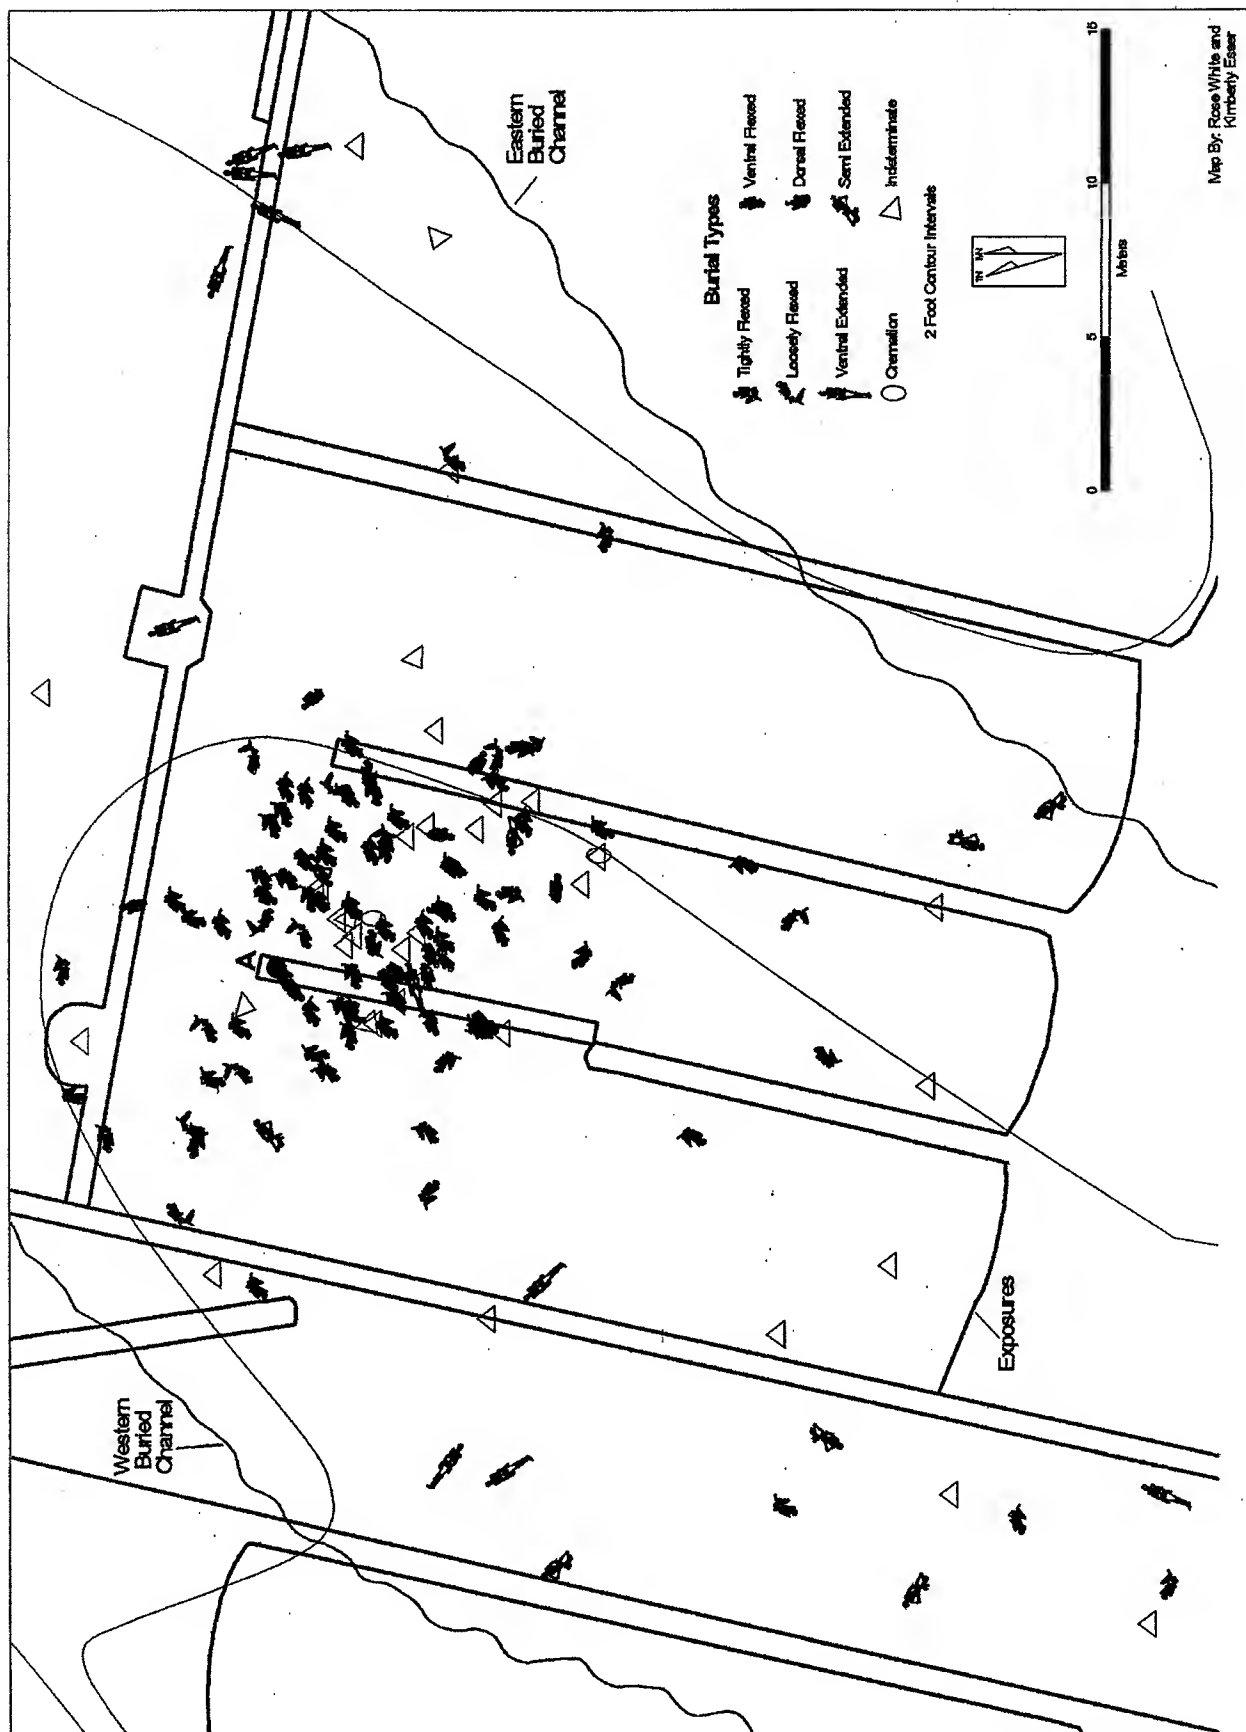 Western
Buried
Channel
Eastern
Buried
Channel
A
Exposures
Burial Types
Tightly Flexed
Ventral Flexed
Loosely Flexed
Dorsal Flexed
Ventral Extended
Semi Extended
Cremation
Indeterminate
2 Foot Contour Intervals
TN MN
0 5 10 15
Meters
Map By: Rose White and
Kimberly Esser